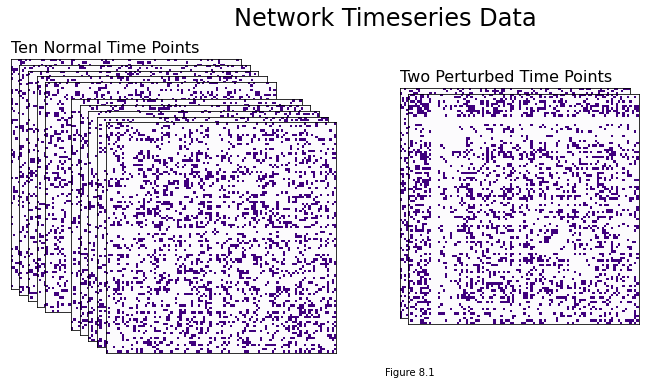 Network Timeseries Data
Ten Normal Time Points
Two Perturbed Time Points
Figure 8.1